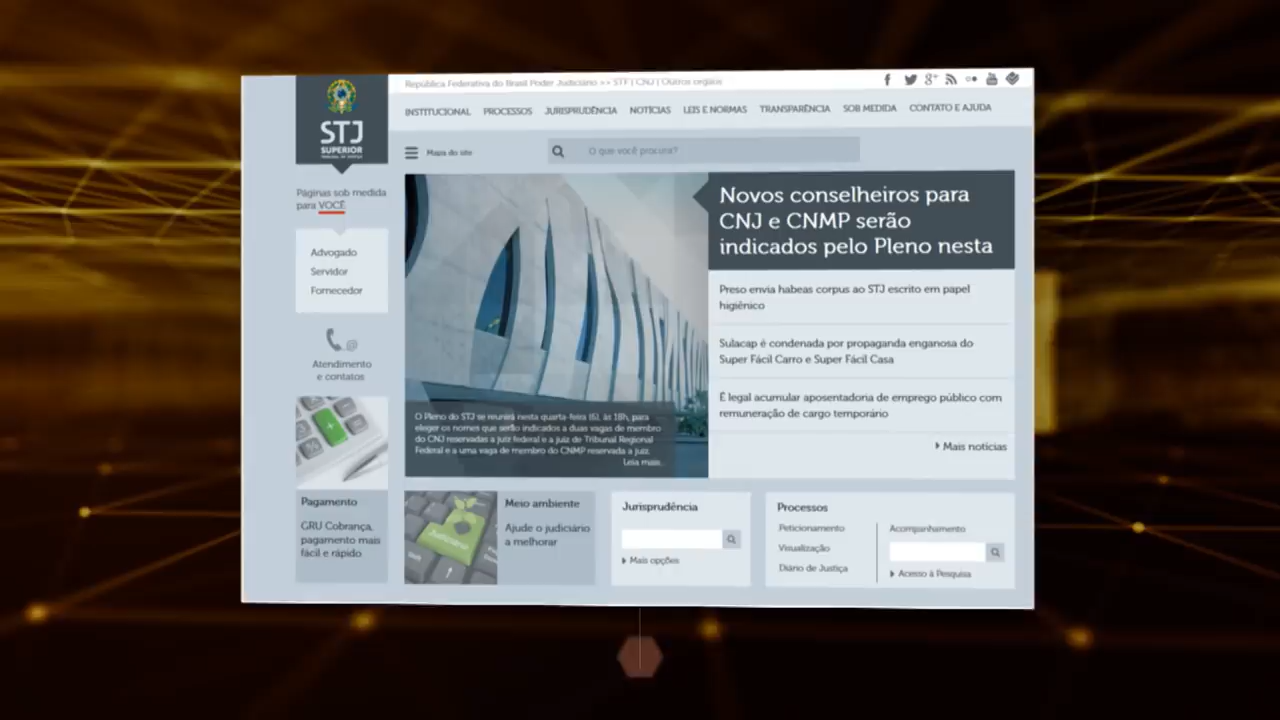 República Federativa do Brasil Poder Judiciário >> STF | CNJ | Outros orgãos
STJ
SUPERIOR
TRIBUNAL DE JUSTIÇA
INSTITUCIONAL PROCESSOS JURISPRUDÊNCIA NOTÍCIAS LEIS E NORMAS TRANSPARÊNCIA SOB MEDIDA CONTATO E AJUDA
Mapa do site
O que você procura?
Páginas sob medida
para VOCÊ
Advogado
Servidor
Fornecedor
Atendimento
e contatos
Pagamento
GRU Cobrança,
pagamento mais
fácil e rápido
Novos conselheiros para
CNJ e CNMP serão
indicados pelo Pleno nesta
Preso envia habeas corpus ao STJ escrito em papel
higiênico
Sulacap é condenada por propaganda enganosa do
Super Fácil Carro e Super Fácil Casa
É legal acumular aposentadoria de emprego público com
remuneração de cargo temporário
Mais notícias
O Pleno do STJ se reunirá nesta quarta-feira (6), às 18h, para
eleger os nomes que serão indicados a duas vagas de membro
do CNJ reservadas a juiz federal e a juiz de Tribunal Regional
Federal e a uma vaga de membro do CNMP reservada a juiz.
Leia mais.
Judiciário
Meio ambiente
Ajude o judiciário
a melhorar
Jurisprudência
Mais opções
Processos
Peticionamento
Visualização
Diário de Justiça
Acompanhamento
Acesso à Pesquisa